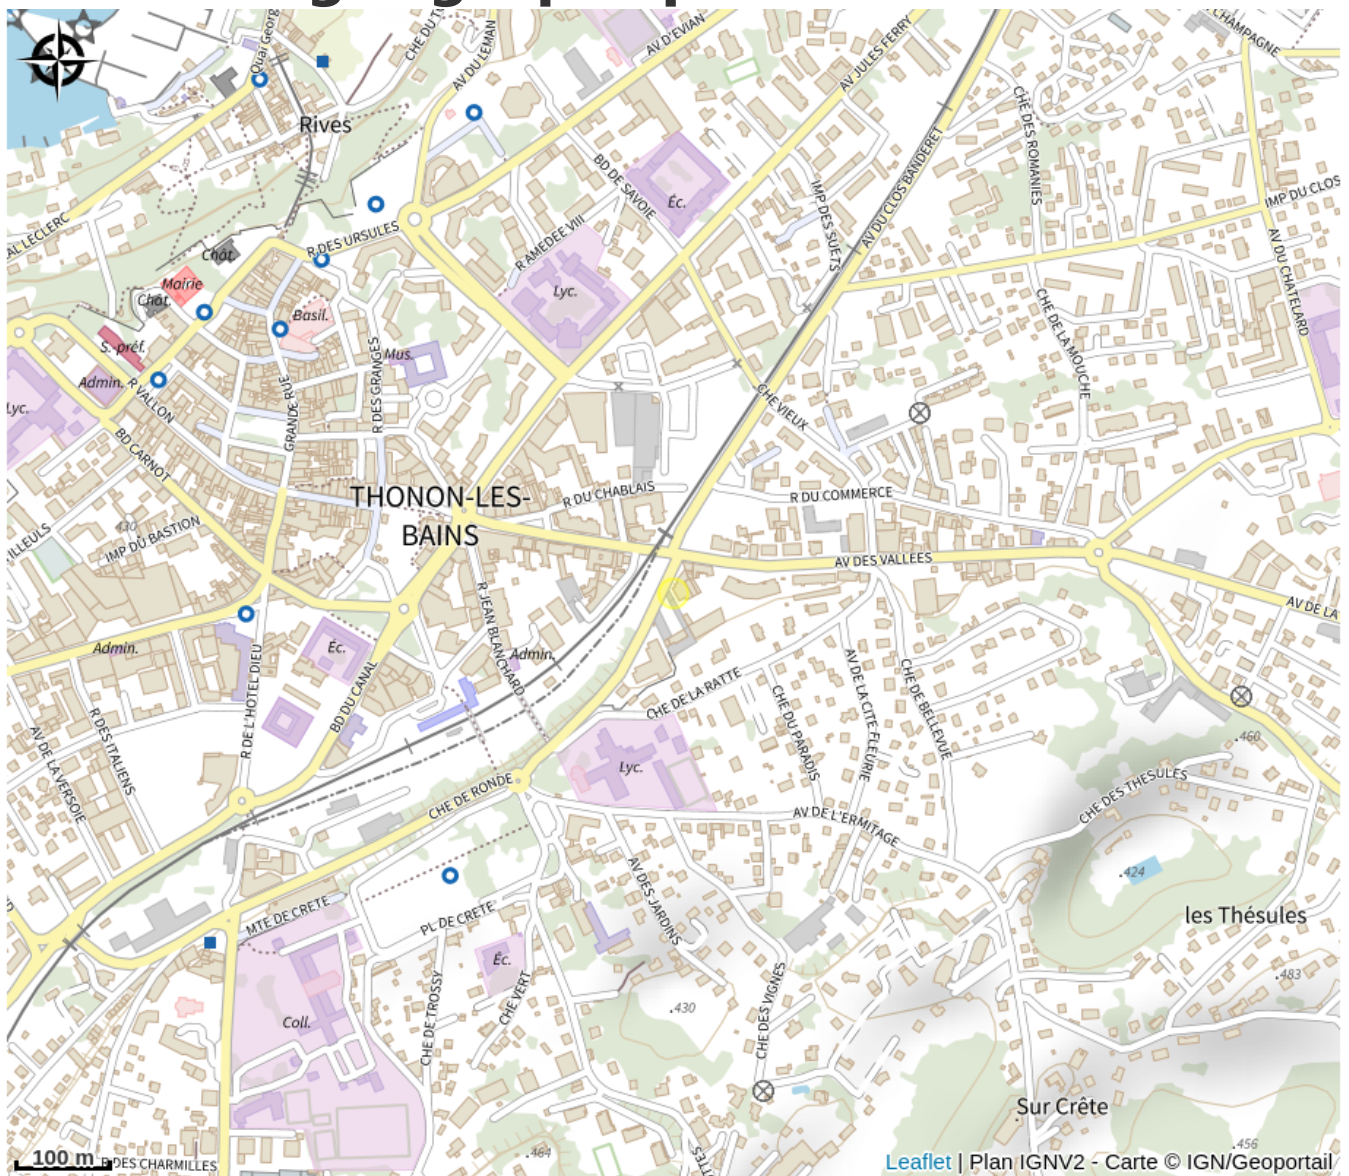 Quai Georg
CHE DU T
AV DU LEMAN
AV D'EVIAN
AV JULES FERRY
CHAMPAGNE
Rives
CHE DES ROMANIES
BD DE SAVOIE
Éc.
IMP DES SUETS
AV DU CLOS BANDERET
IMP DU CLOS
AL LECLERC
R DES URSULES
R AMEDEE VIII
Chât.
Mairie
Chât.
Lyc.
Basil.
AV DU CHATELARD
CHE DE LA MOUCHE
S.-préf.
Mus.
Admin.
R VALLON
R DES GRANGES
GRANDE RUE
Lyc.
BD CARNOT
CHE VIEUX
THONON-LES-
BAINS
R DU CHABLAIS
R DU COMMERCE
430
IMP DU BASTION
ILLEULS
AV DES VALLEES
AV DE LA
R JEAN BLANCHARD
Admin.
Admin.
Éc.
R DE L'HOTEL DIEU
BD DU CANAL
CHE DE LA RATTE
CHE DU PARADIS
AV DE LA CITE FLEURIE
CHE DE BELLEVUE
R DES ITALIENS
AV DE LA VERSOIE
Lyc.
.460
CHE DES THESULES
CHE DE RONDE
AV DE L'ERMITAGE
AV DES JARDINS
.424
MTE DE CRETE
PL DE CRETE
les Thésules
Éc.
CHE VERT
CHE DE TROSSY
CHE DES VIGNES
.483
.430
Coll.
Sur Crête
.464
.456
100 m
R DES CHARMILLES
Leaflet | Plan IGNV2 - Carte © IGN/Geoportail